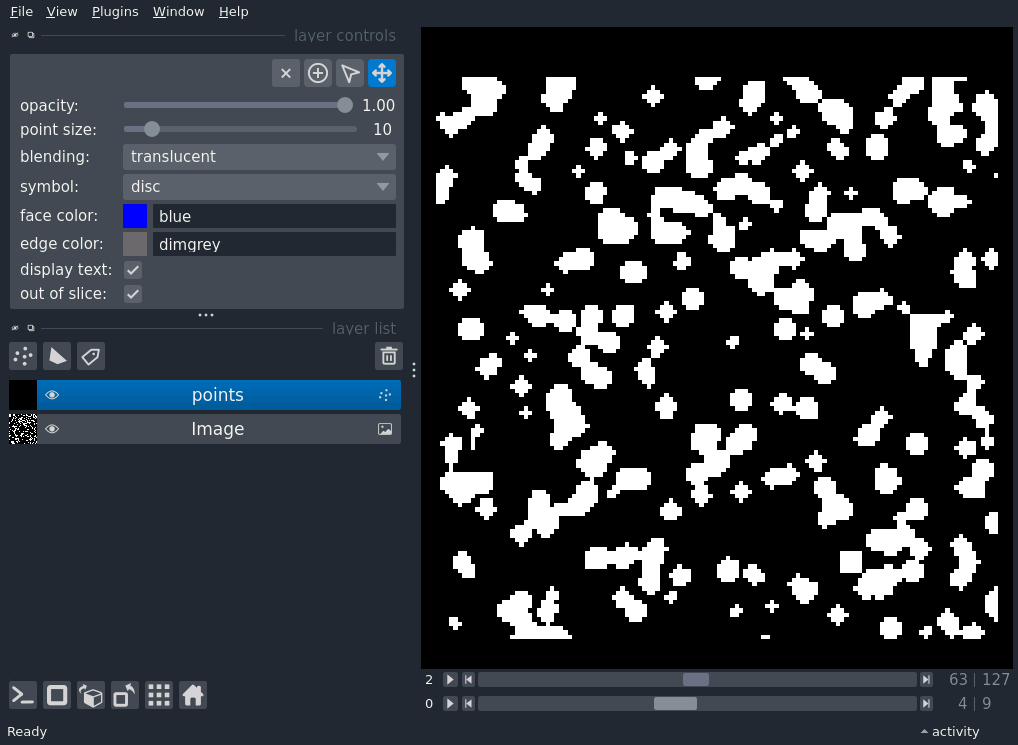 File View Plugins Window Help
layer controls
opacity: 1.00
point size: 10
blending: translucent
symbol: disc
face color: blue
edge color: dimgrey
display text:
out of slice:
layer list
points
Image
2 63 | 127
0 4 | 9
Ready activity